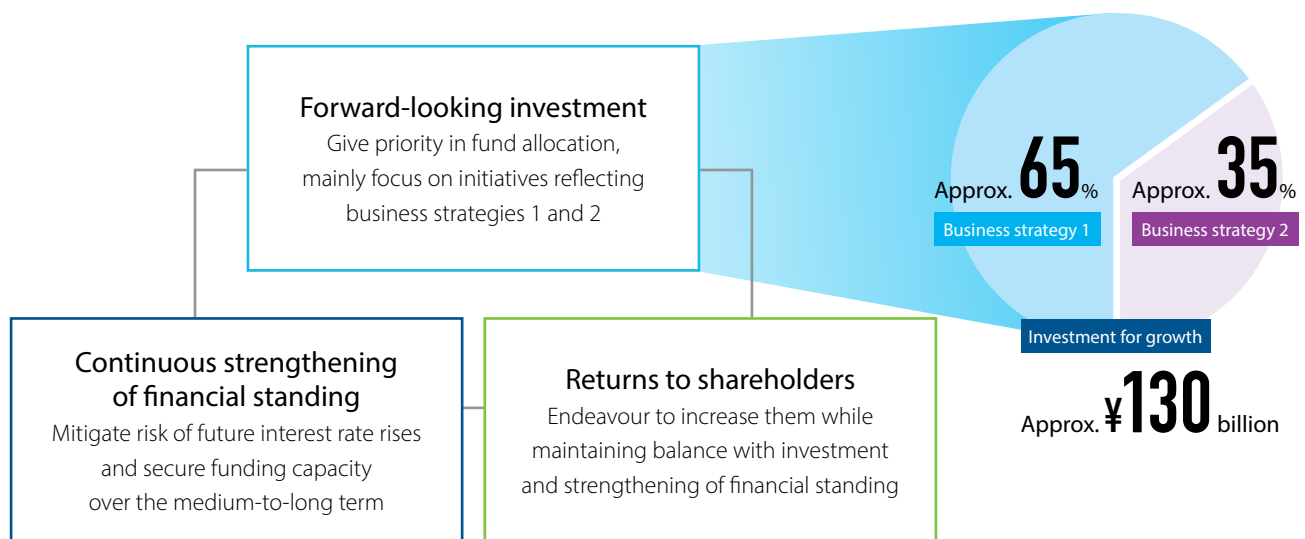 Forward-looking investment
Give priority in fund allocation,
mainly focus on initiatives reflecting
business strategies 1 and 2
Approx. 65%
Business strategy 1
Approx. 35%
Business strategy 2
Investment for growth
Approx. ¥130 billion
Continuous strengthening
of financial standing
Mitigate risk of future interest rate rises
and secure funding capacity
over the medium-to-long term
Returns to shareholders
Endeavour to increase them while
maintaining balance with investment
and strengthening of financial standing